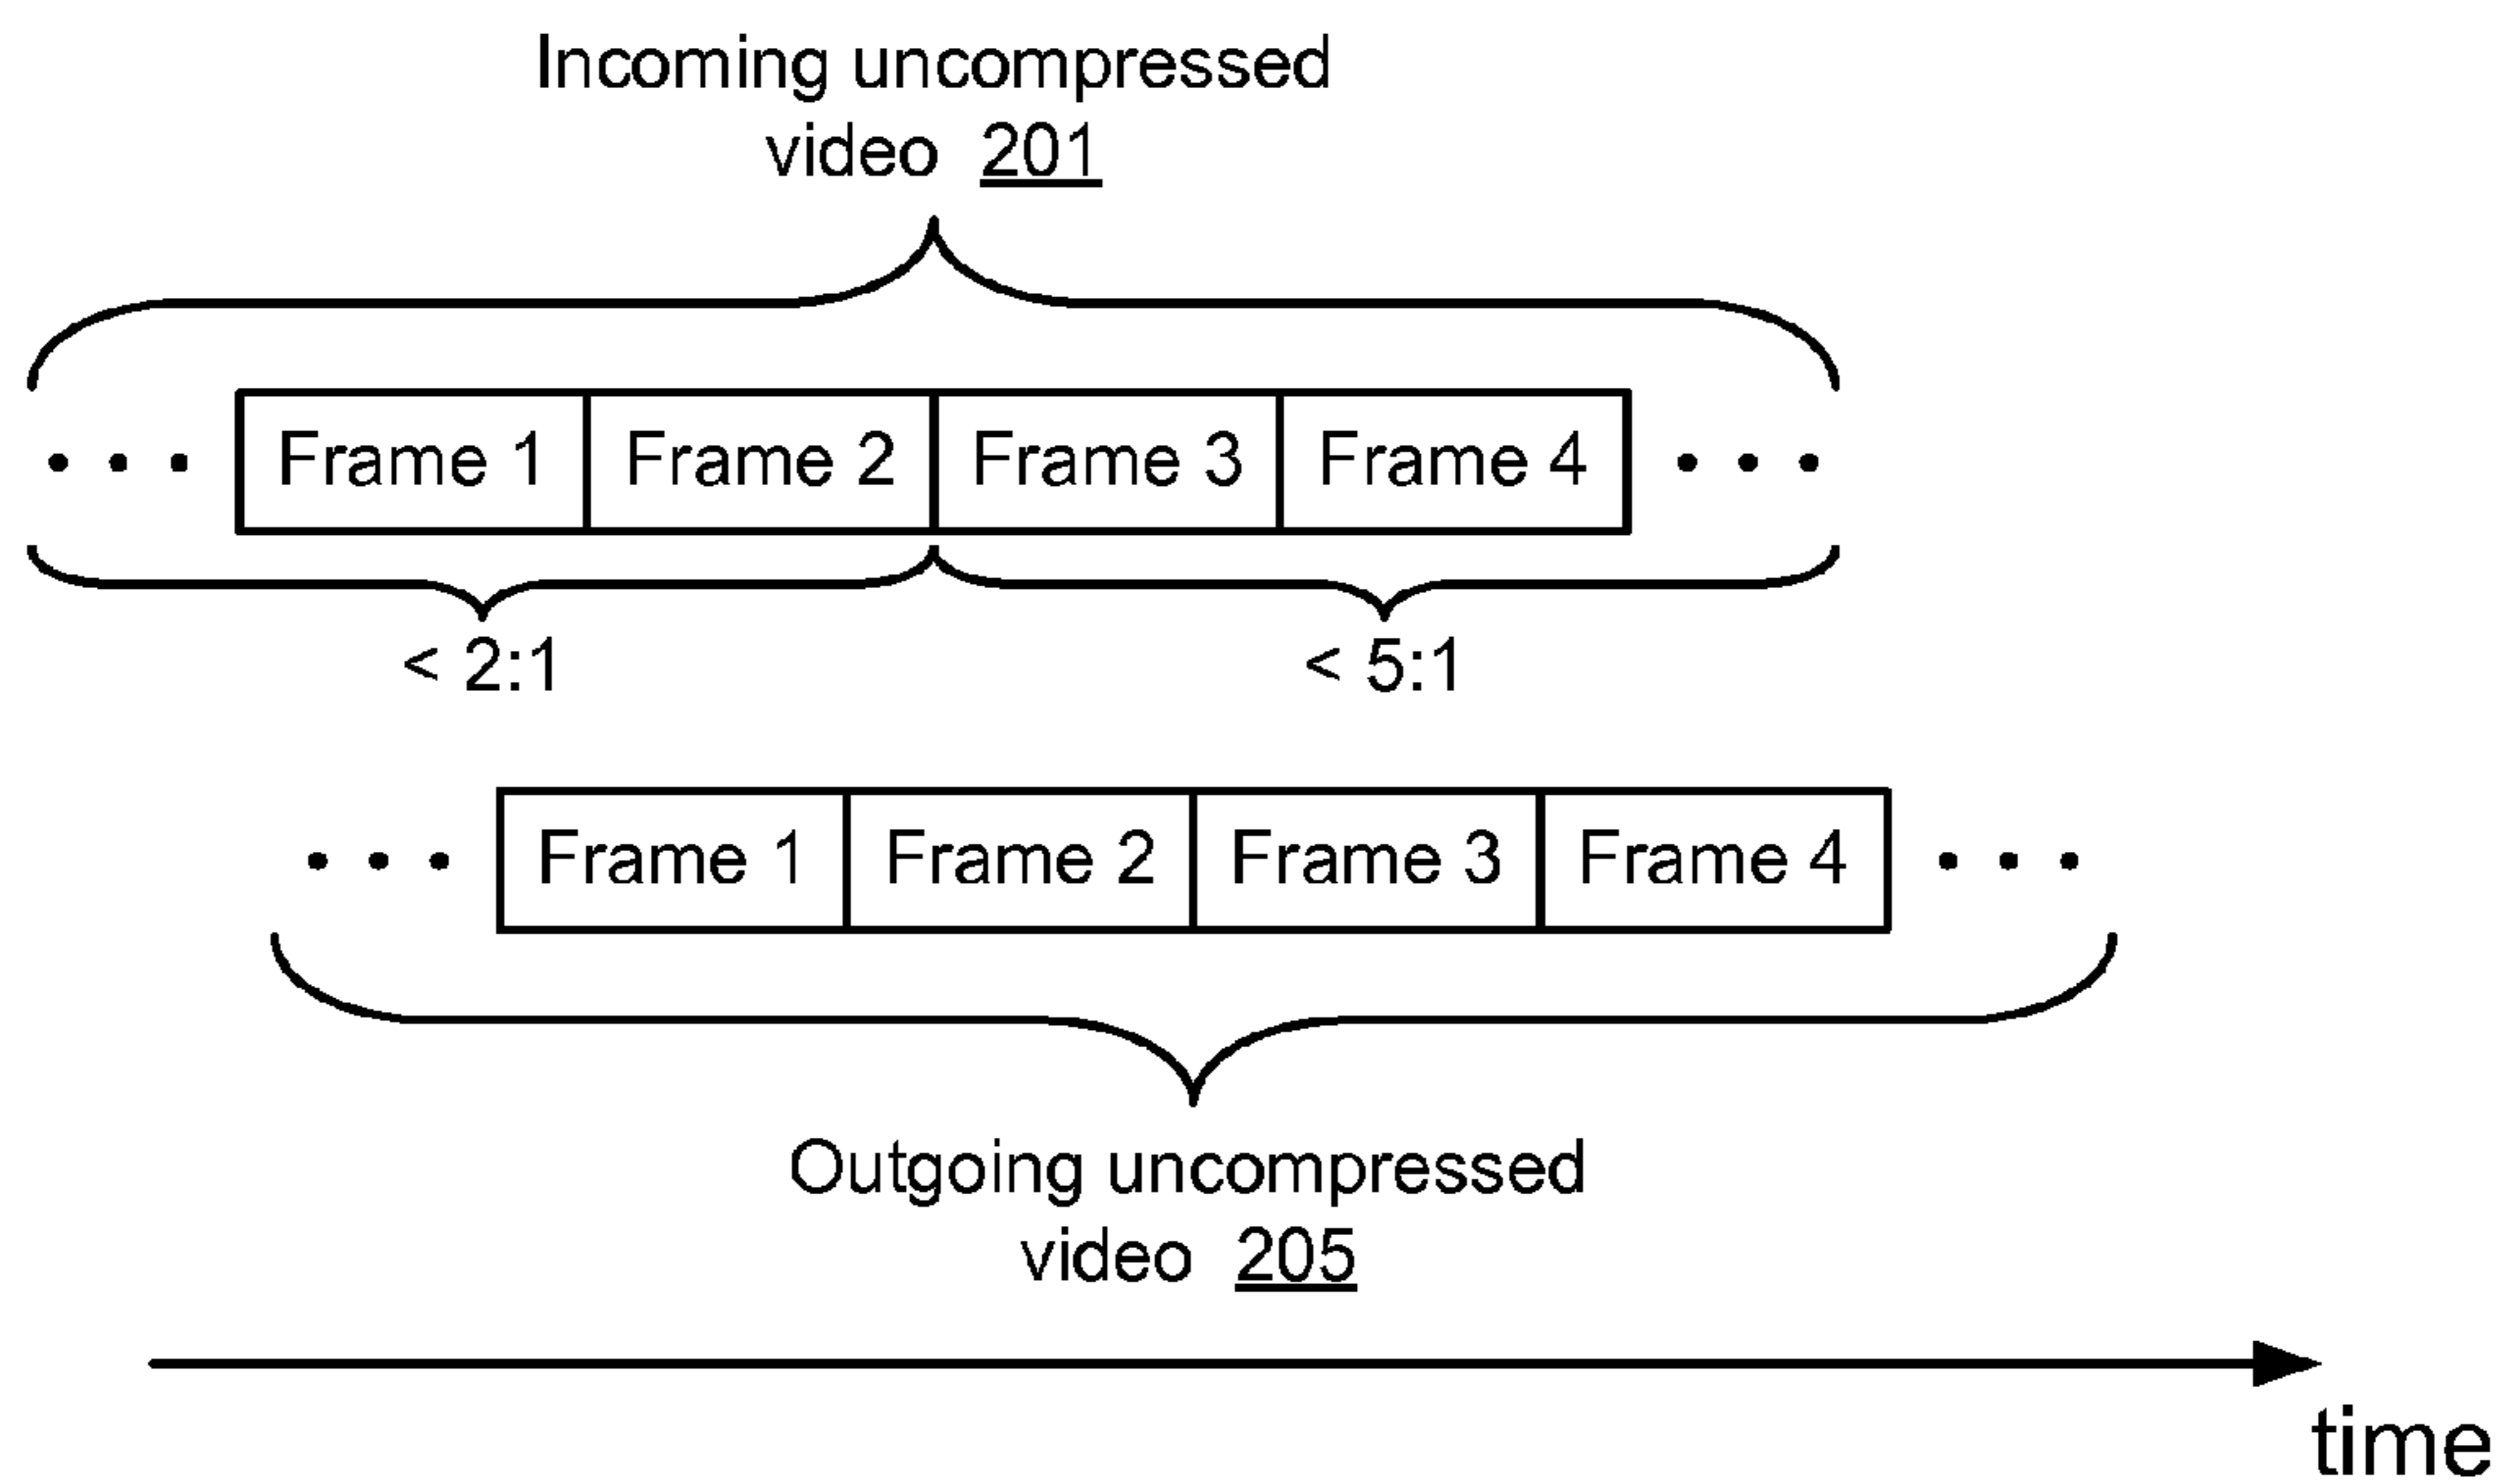 Incoming uncompressed
video 201
• • • Frame 1 Frame 2 Frame 3 Frame 4 • • •
< 2:1 < 5:1
• • • Frame 1 Frame 2 Frame 3 Frame 4 • • •
Outgoing uncompressed
video 205
time